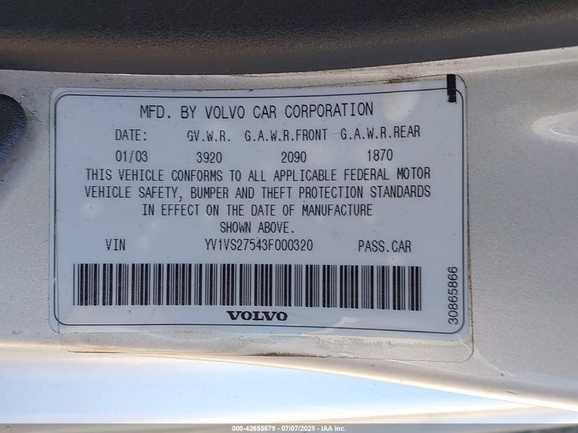 MFD. BY VOLVO CAR CORPORATION
DATE: GV.W.R. G.A.W.R.FRONT G.A.W.R.REAR
01/03 3920 2090 1870
THIS VEHICLE CONFORMS TO ALL APPLICABLE FEDERAL MOTOR
VEHICLE SAFETY, BUMPER AND THEFT PROTECTION STANDARDS
IN EFFECT ON THE DATE OF MANUFACTURE
SHOWN ABOVE.
VIN YV1VS27543F000320 PASS.CAR
VOLVO
30865866
000-42655679 - 07/07/2025 - IAA Inc.